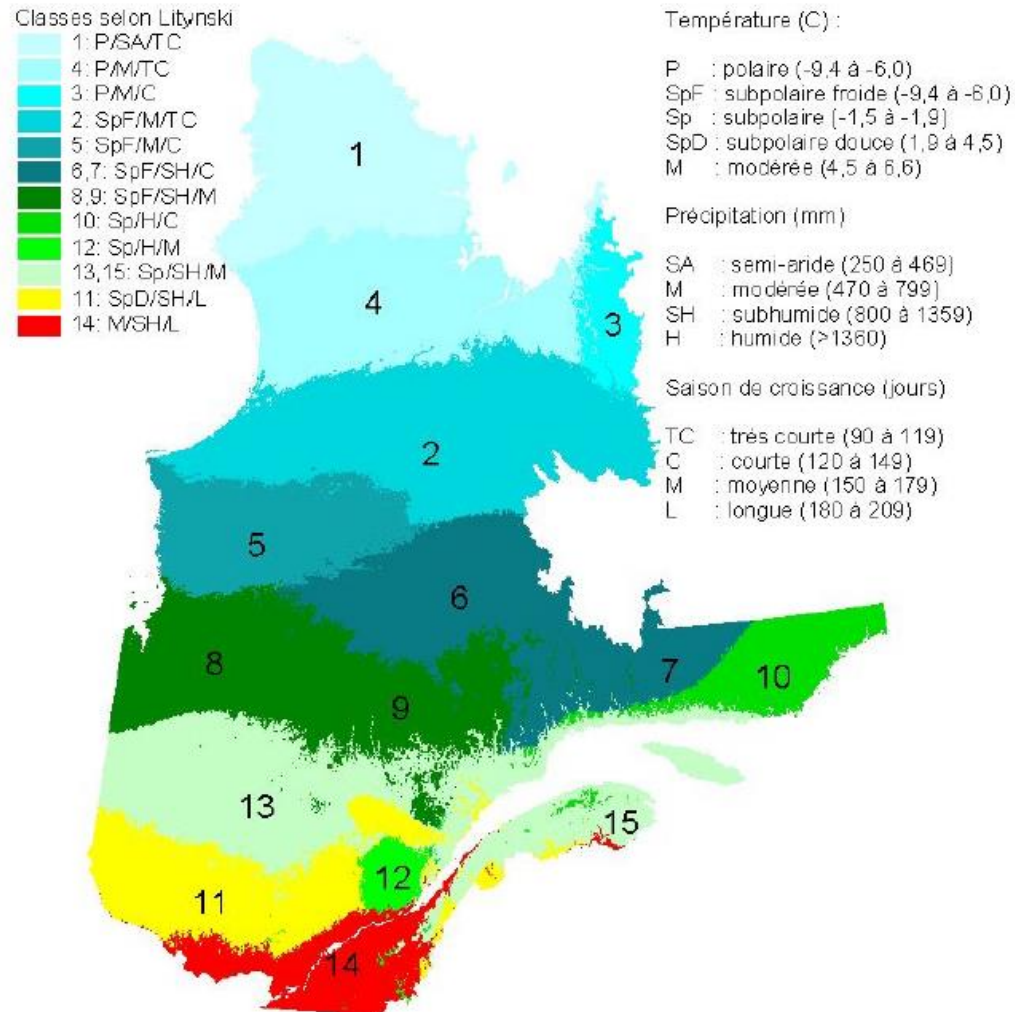 Classes selon Litynski
1: P/SA/TC
4: P/M/TC
3: P/M/C
2: SpF/M/TC
5: SpF/M/C
6,7: SpF/SH/C
8,9: SpF/SH/M
10: Sp/H/C
12: Sp/H/M
13,15: Sp/SH/M
11: SpD/SH/L
14: M/SH/L
Température (C) :
P : polaire (-9,4 à -6,0)
SpF : subpolaire froide (-9,4 à -6,0)
Sp : subpolaire (-1,5 à -1,9)
SpD : subpolaire douce (1,9 à 4,5)
M : modérée (4,5 à 6,6)
Précipitation (mm)
SA : semi-aride (250 à 469)
M : modérée (470 à 799)
SH : subhumide (800 à 1359)
H : humide (>1360)
Saison de croissance (jours)
TC : trés courte (90 à 119)
C : courte (120 à 149)
M : moyenne (150 à 179)
L : longue (180 à 209)
1
4
3
2
5
6
8
7
10
9
13
15
12
11
14